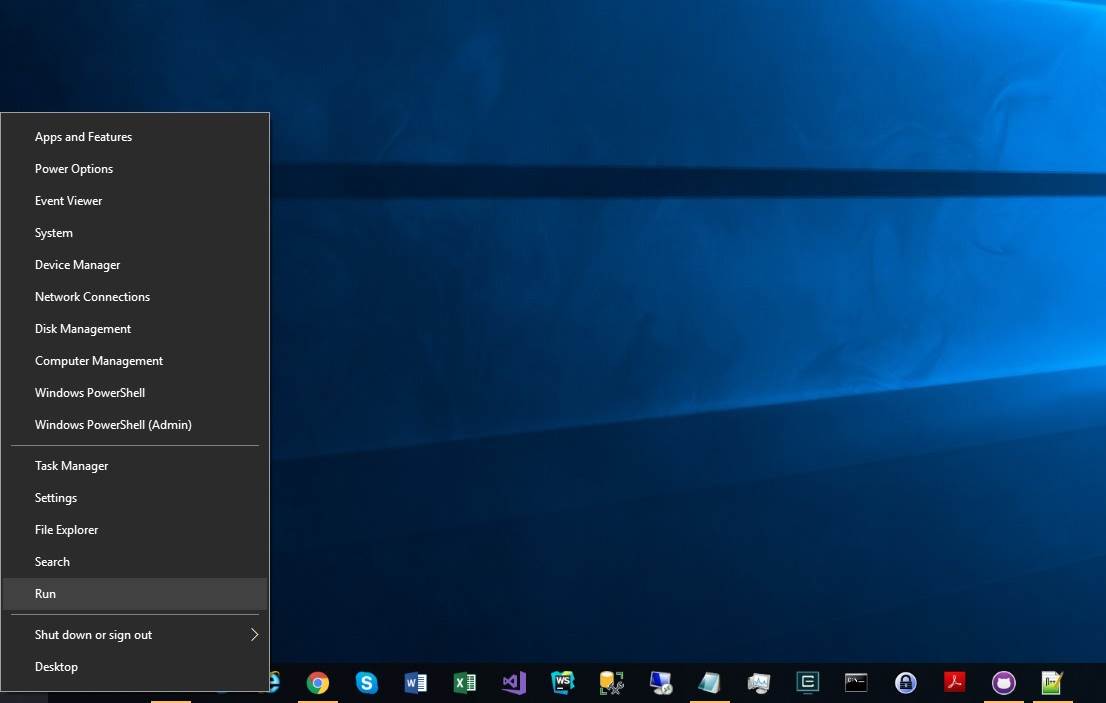 Apps and Features
Power Options
Event Viewer
System
Device Manager
Network Connections
Disk Management
Computer Management
Windows PowerShell
Windows PowerShell (Admin)
Task Manager
Settings
File Explorer
Search
Run
Shut down or sign out
Desktop
WS